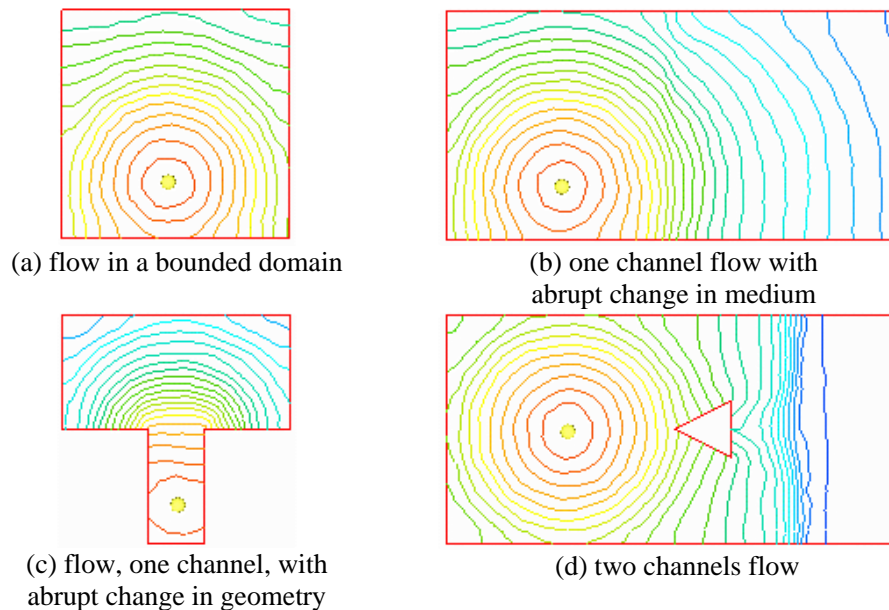 (a) flow in a bounded domain
(b) one channel flow with
abrupt change in medium
(c) flow, one channel, with
abrupt change in geometry
(d) two channels flow